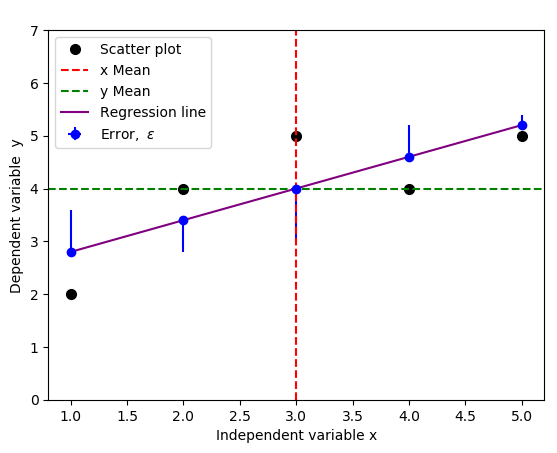 7
6
5
4
3
2
1
0
Scatter plot
x Mean
y Mean
Regression line
Error, ε
Dependent variable y
1.0 1.5 2.0 2.5 3.0 3.5 4.0 4.5 5.0
Independent variable x